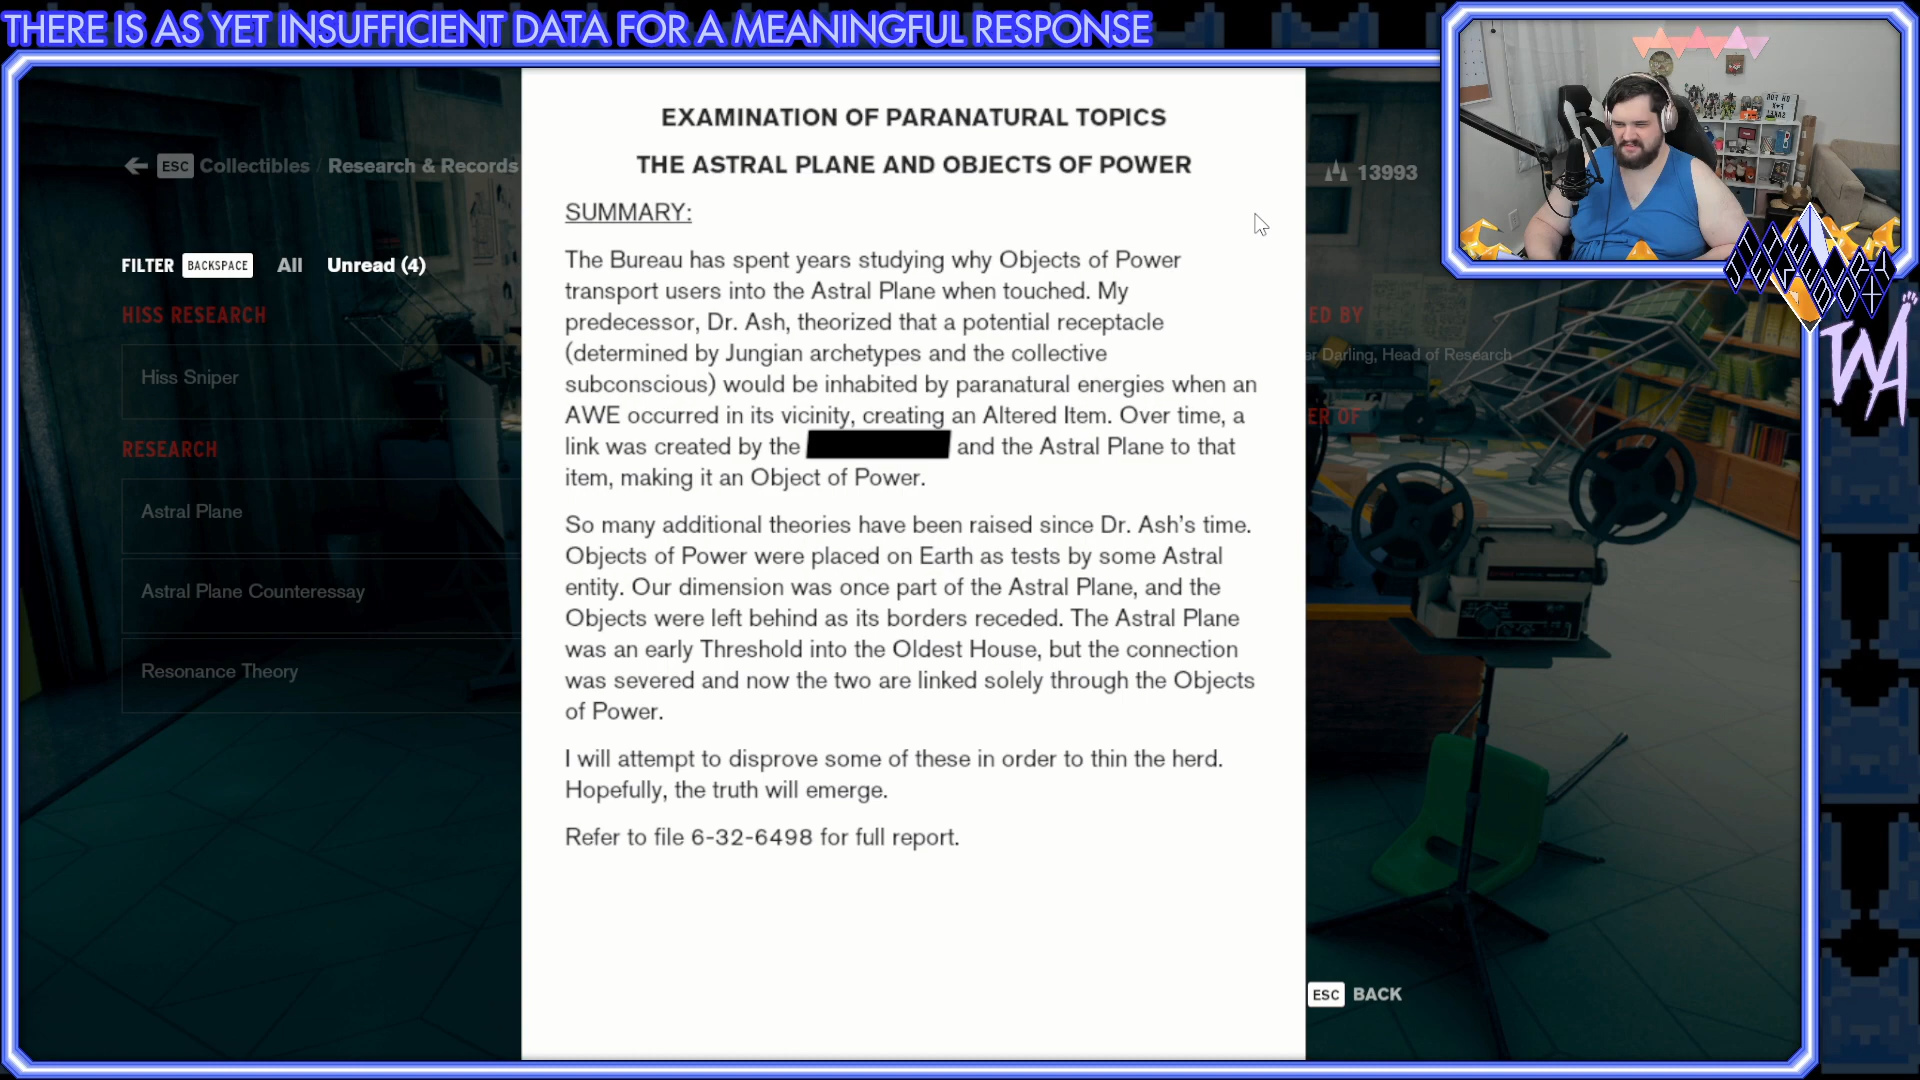 THERE IS AS YET INSUFFICIENT DATA FOR A MEANINGFUL RESPONSE
ESC Collectibles / Research & Records
13993
FILTER BACKSPACE All Unread (4)
HISS RESEARCH
Hiss Sniper
RESEARCH
Astral Plane
Astral Plane Counteressay
Resonance Theory
EXAMINATION OF PARANATURAL TOPICS
THE ASTRAL PLANE AND OBJECTS OF POWER
SUMMARY:
The Bureau has spent years studying why Objects of Power
transport users into the Astral Plane when touched. My
predecessor, Dr. Ash, theorized that a potential receptacle
(determined by Jungian archetypes and the collective
subconscious) would be inhabited by paranatural energies when an
AWE occurred in its vicinity, creating an Altered Item. Over time, a
link was created by the and the Astral Plane to that
item, making it an Object of Power.
So many additional theories have been raised since Dr. Ash's time.
Objects of Power were placed on Earth as tests by some Astral
entity. Our dimension was once part of the Astral Plane, and the
Objects were left behind as its borders receded. The Astral Plane
was an early Threshold into the Oldest House, but the connection
was severed and now the two are linked solely through the Objects
of Power.
I will attempt to disprove some of these in order to thin the herd.
Hopefully, the truth will emerge.
Refer to file 6-32-6498 for full report.
ED BY
er Darling, Head of Research
ER OF
ESC BACK